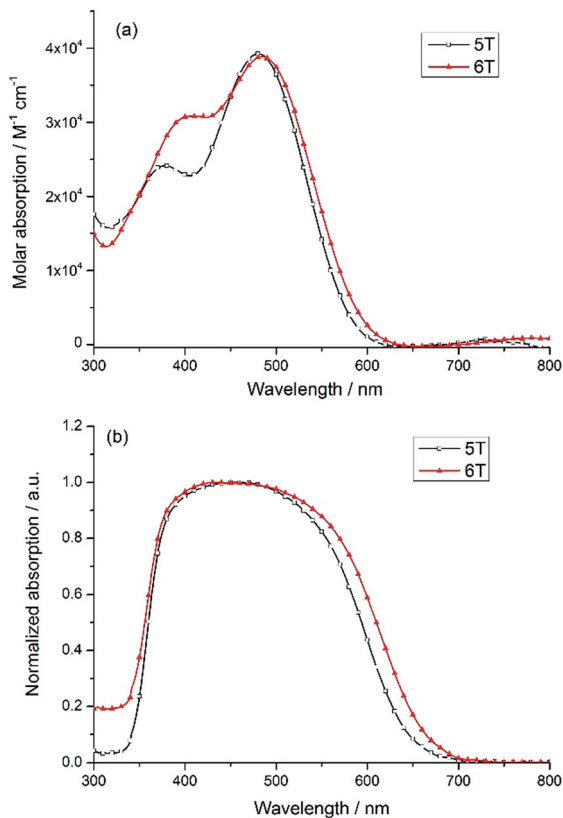 (a)
5T
6T
Molar absorption / M⁻¹ cm⁻¹
4x10⁴
3x10⁴
2x10⁴
1x10⁴
0
300 400 500 600 700 800
Wavelength / nm
(b)
5T
6T
Normalized absorption / a.u.
1.2
1.0
0.8
0.6
0.4
0.2
0.0
300 400 500 600 700 800
Wavelength / nm